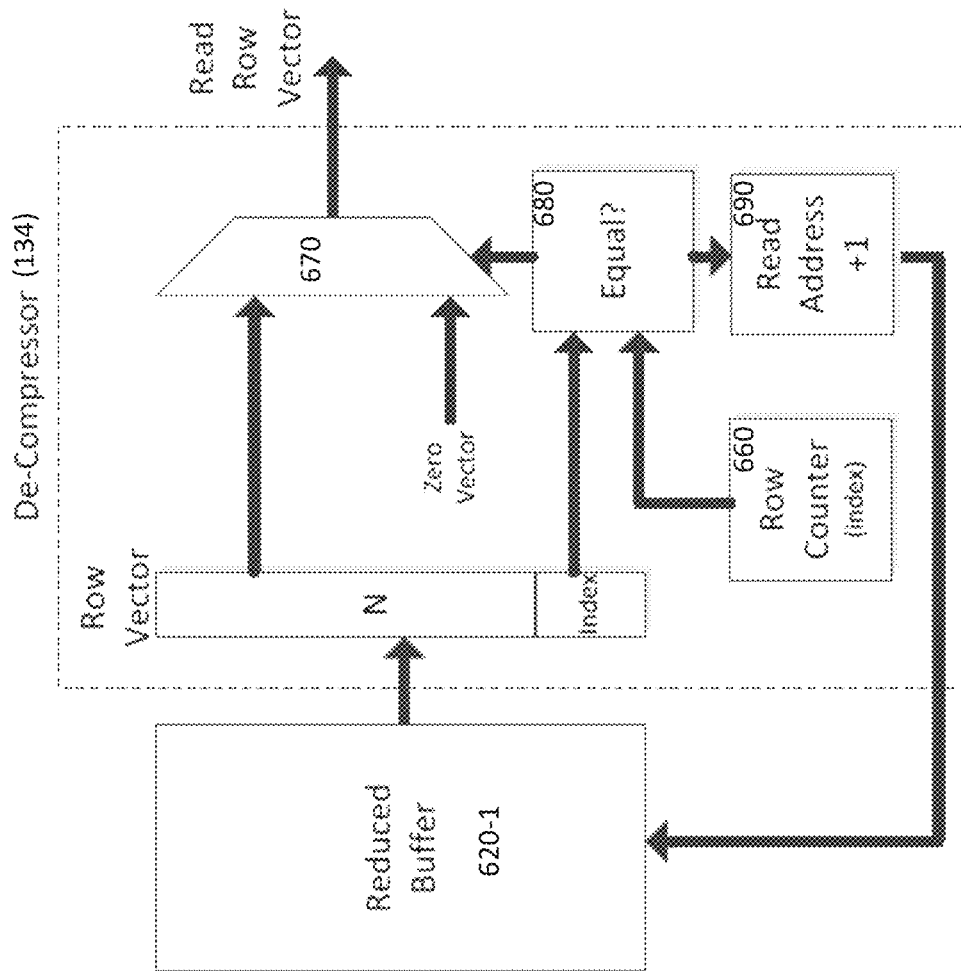 De-Compressor (134)
Row
Vector
Read
Row
Vector
Reduced
Buffer
620-1
N
Index
670
Zero
Vector
680
Equal?
660
Row
Counter
(index)
690
Read
Address
+1